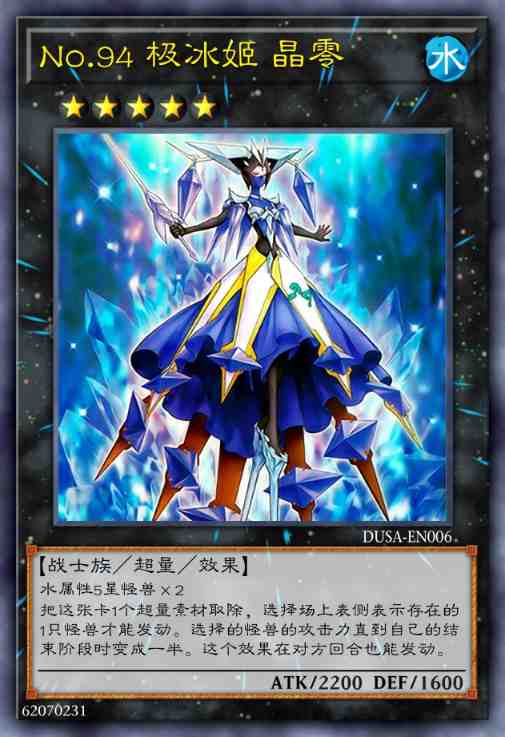 No.94 极冰姬 晶零
水
DUSA-EN006
【战士族／超量／效果】
水属性5星怪兽×2
把这张卡1个超量素材取除，选择场上表侧表示存在的
1只怪兽才能发动。选择的怪兽的攻击力直到自己的结
束阶段时变成一半。这个效果在对方回合也能发动。
ATK/2200 DEF/1600
62070231